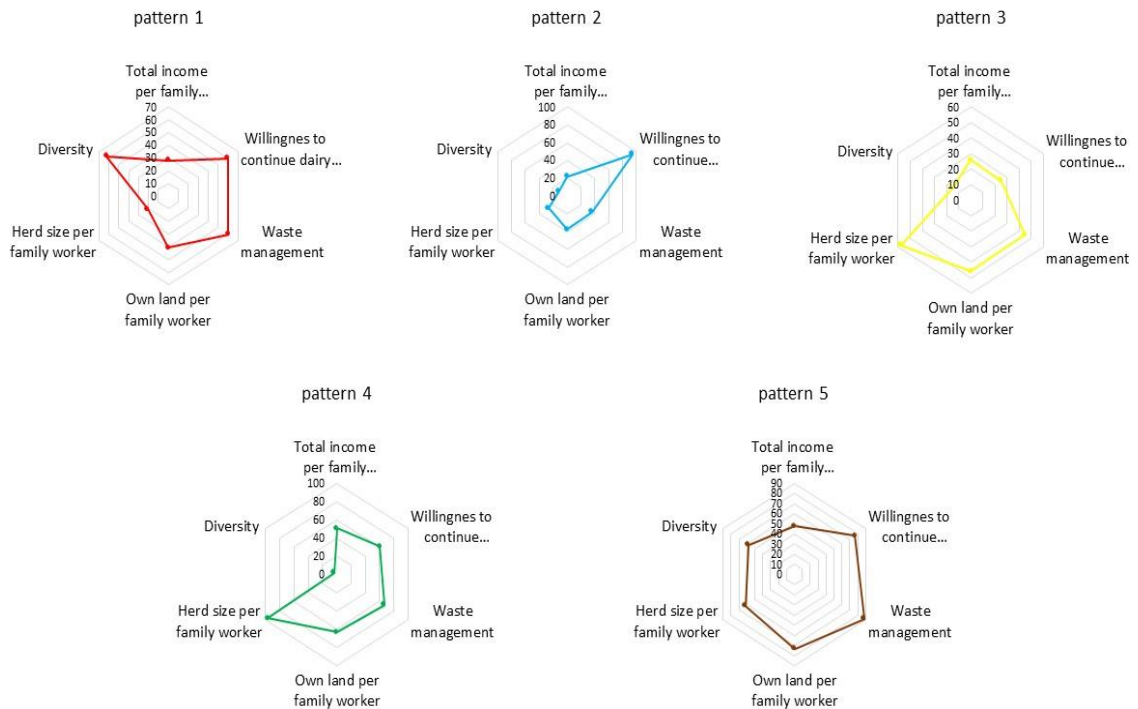 pattern 1
Total income
per family...
70
60
50
40
30
20
10
0
Willingnes to
continue dairy...
Waste
management
Own land per
family worker
Herd size per
family worker
Diversity
pattern 2
Total income
per family...
100
80
60
40
20
0
Willingnes to
continue...
Waste
management
Own land per
family worker
Herd size per
family worker
Diversity
pattern 3
Total income
per family...
60
50
40
30
20
10
0
Willingnes to
continue...
Waste
management
Own land per
family worker
Herd size per
family worker
Diversity
pattern 4
Total income
per family...
100
80
60
40
20
0
Willingnes to
continue...
Waste
management
Own land per
family worker
Herd size per
family worker
Diversity
pattern 5
Total income
per family...
90
80
70
60
50
40
30
20
10
0
Willingnes to
continue...
Waste
management
Own land per
family worker
Herd size per
family worker
Diversity